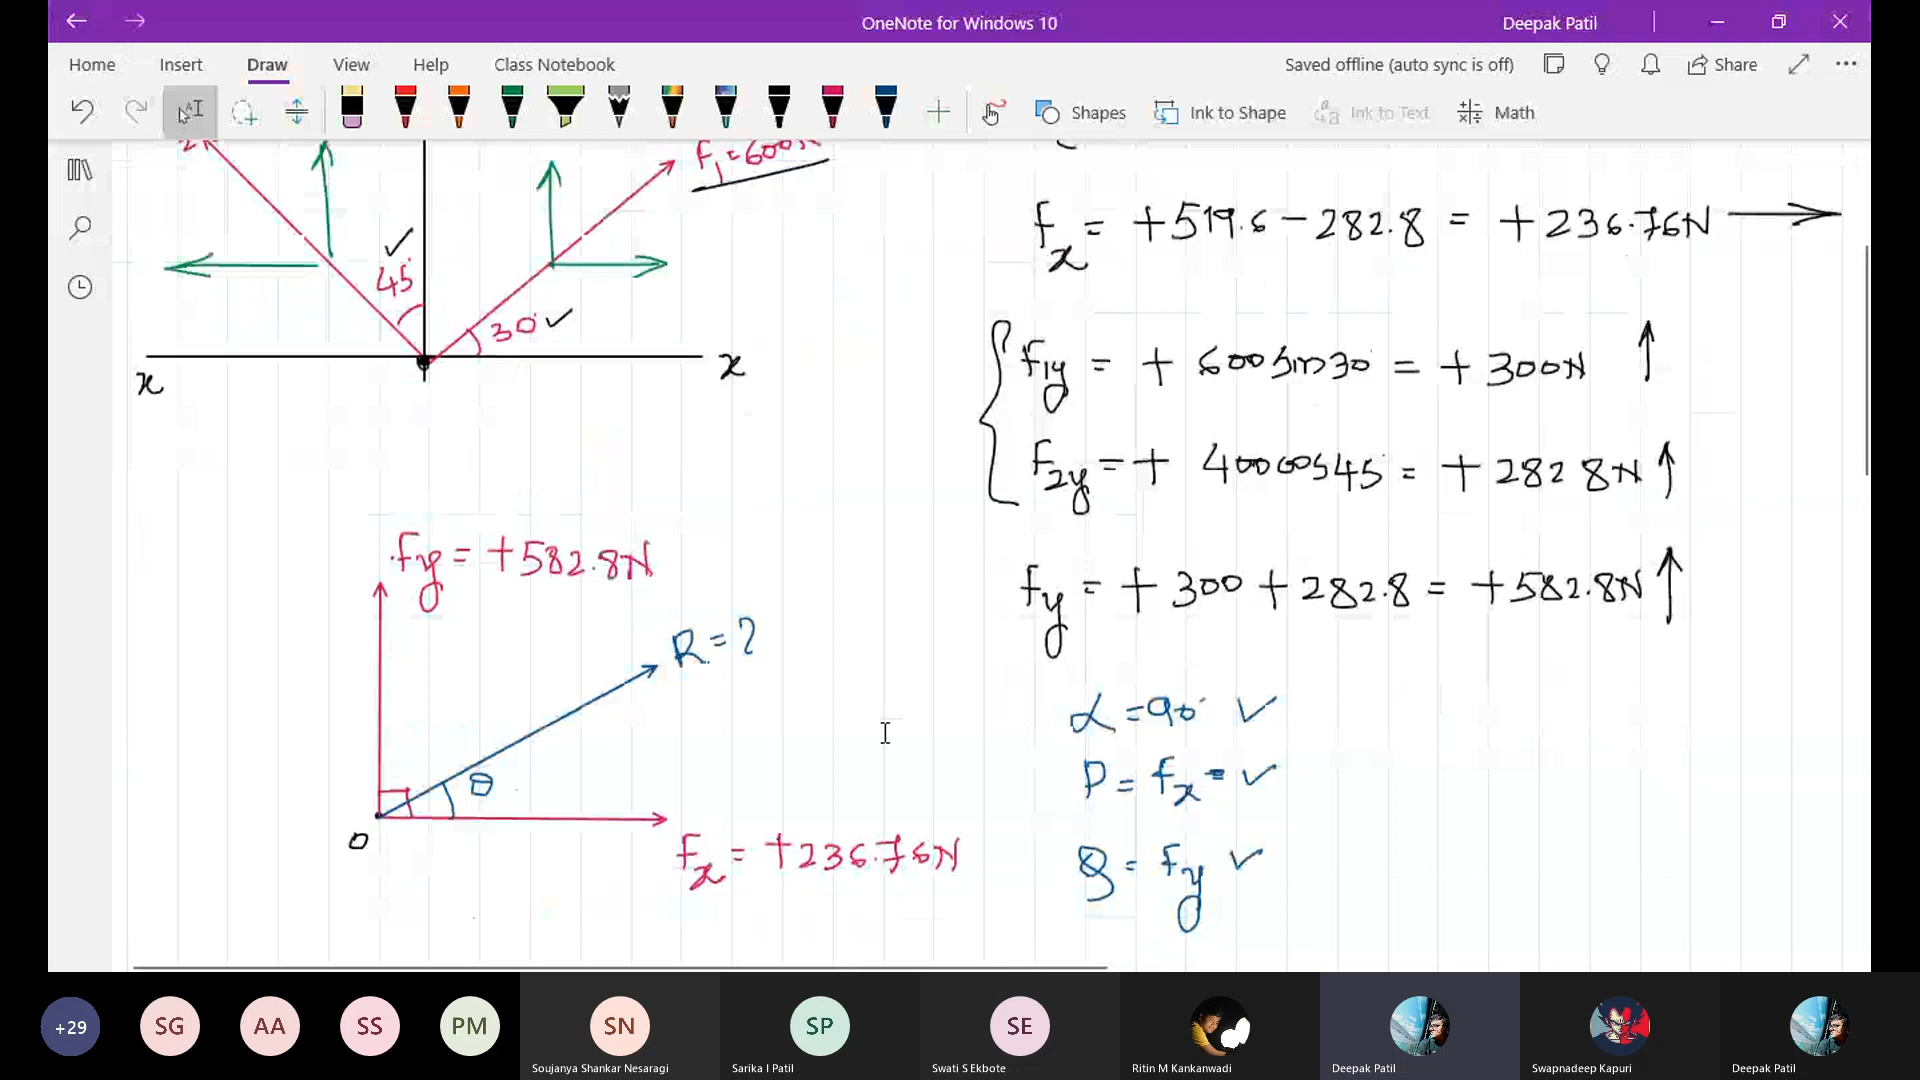 OneNote for Windows 10
Deepak Patil
Home Insert Draw View Help Class Notebook
Saved offline (auto sync is off)
Share
Shapes
Ink to Shape
Ink to Text
Math
F1 = 600N
45°
30°
x
x
Fx = +519.6 - 282.8 = +236.76N
F1y = + 600 sin30 = + 300N
F2y = + 400cos45 = + 282 8N
Fy = + 300 + 282.8 = +582.8N
Fy = +582.8N
R = ?
θ
O
Fx = +236.76N
α = 90°
P = Fx =
Q = Fy
+29
SG
AA
SS
PM
SN
Soujanya Shankar Nesaragi
SP
Sarika I Patil
SE
Swati S Ekbote
Ritin M Kankanwadi
Deepak Patil
Swapnadeep Kapuri
Deepak Patil